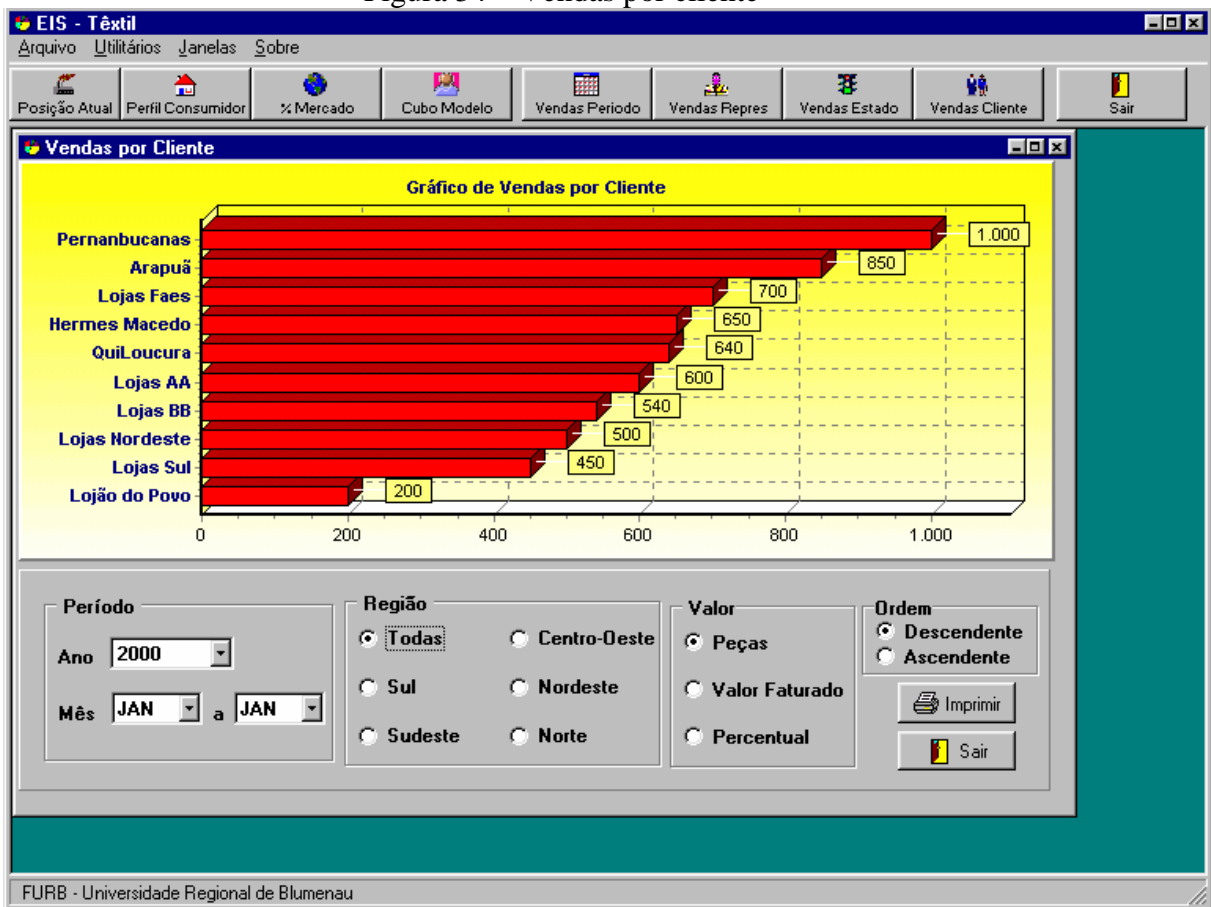 EIS - Têxtil
Arquivo Utilitários Janelas Sobre
Posição Atual Perfil Consumidor % Mercado Cubo Modelo Vendas Periodo Vendas Repres Vendas Estado Vendas Cliente Sair
Vendas por Cliente
Gráfico de Vendas por Cliente
Pernanbucanas 1.000
Arapuã 850
Lojas Faes 700
Hermes Macedo 650
QuiLoucura 640
Lojas AA 600
Lojas BB 540
Lojas Nordeste 500
Lojas Sul 450
Lojão do Povo 200
0 200 400 600 800 1.000
Período
Ano 2000
Mês JAN a JAN
Região
Todas Centro-Oeste
Sul Nordeste
Sudeste Norte
Valor
Peças
Valor Faturado
Percentual
Ordem
Descendente
Ascendente
Imprimir
Sair
FURB - Universidade Regional de Blumenau